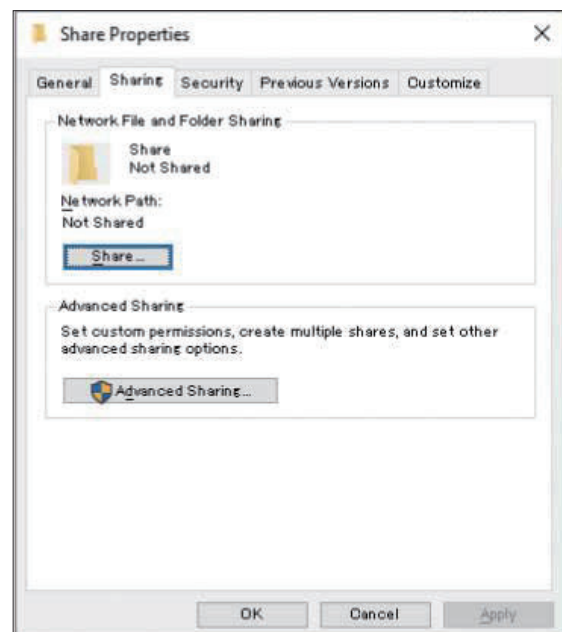 Share Properties
General Sharing Security Previous Versions Customize
Network File and Folder Sharing
Share
Not Shared
Network Path:
Not Shared
Share...
Advanced Sharing
Set custom permissions, create multiple shares, and set other
advanced sharing options.
Advanced Sharing...
OK Cancel Apply